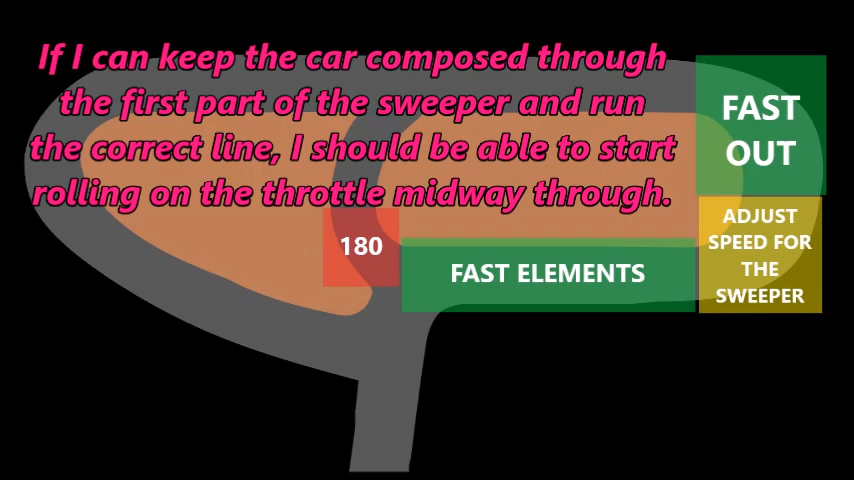 If I can keep the car composed through
the first part of the sweeper and run
the correct line, I should be able to start
rolling on the throttle midway through.
FAST
OUT
ADJUST
SPEED FOR
THE
SWEEPER
180
FAST ELEMENTS